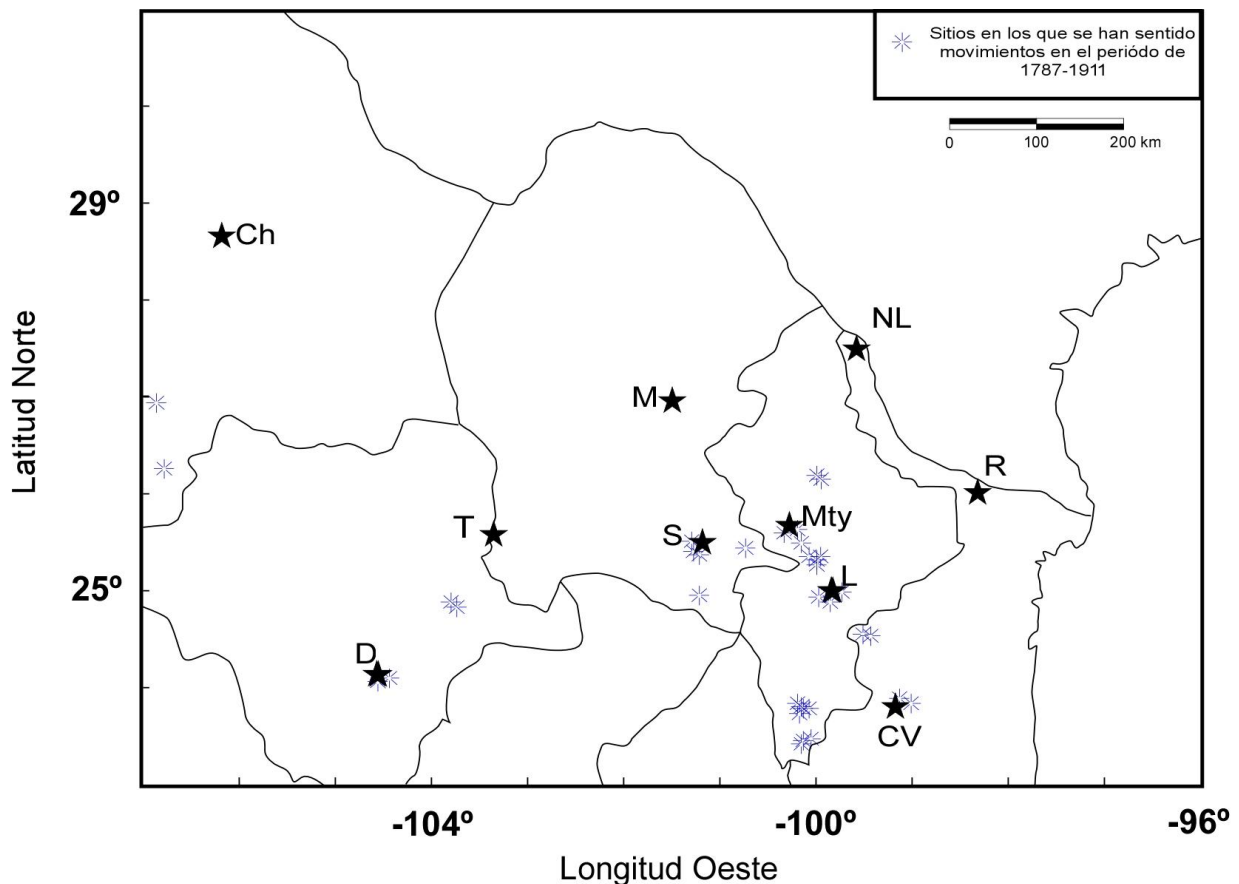 Sitios en los que se han sentido
movimientos en el periódo de
1787-1911
0 100 200 km
29º
Ch
NL
M
R
Mty
T
S
25º
L
D
CV
Latitud Norte
-104º -100º -96º
Longitud Oeste